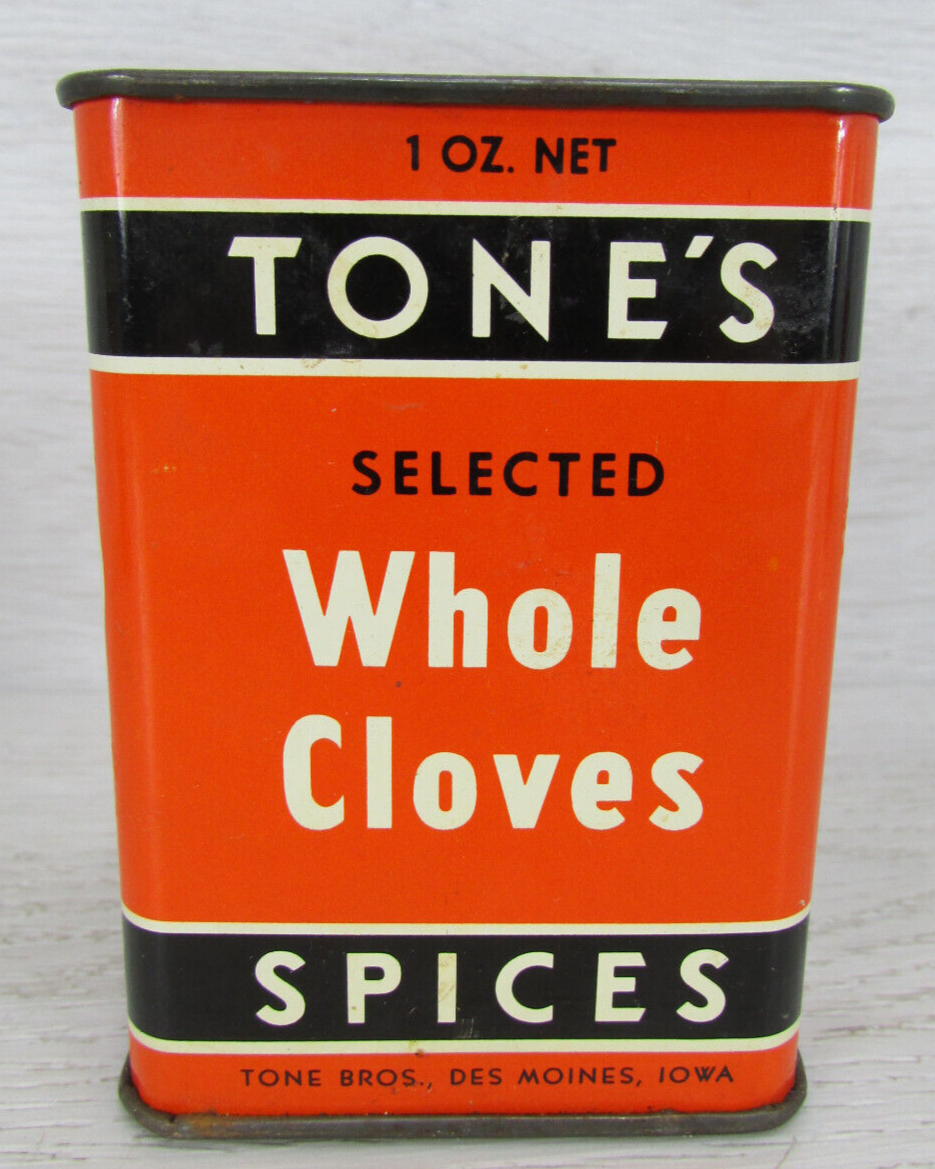 1 OZ. NET
TONE'S
SELECTED
Whole
Cloves
SPICES
TONE BROS., DES MOINES, IOWA